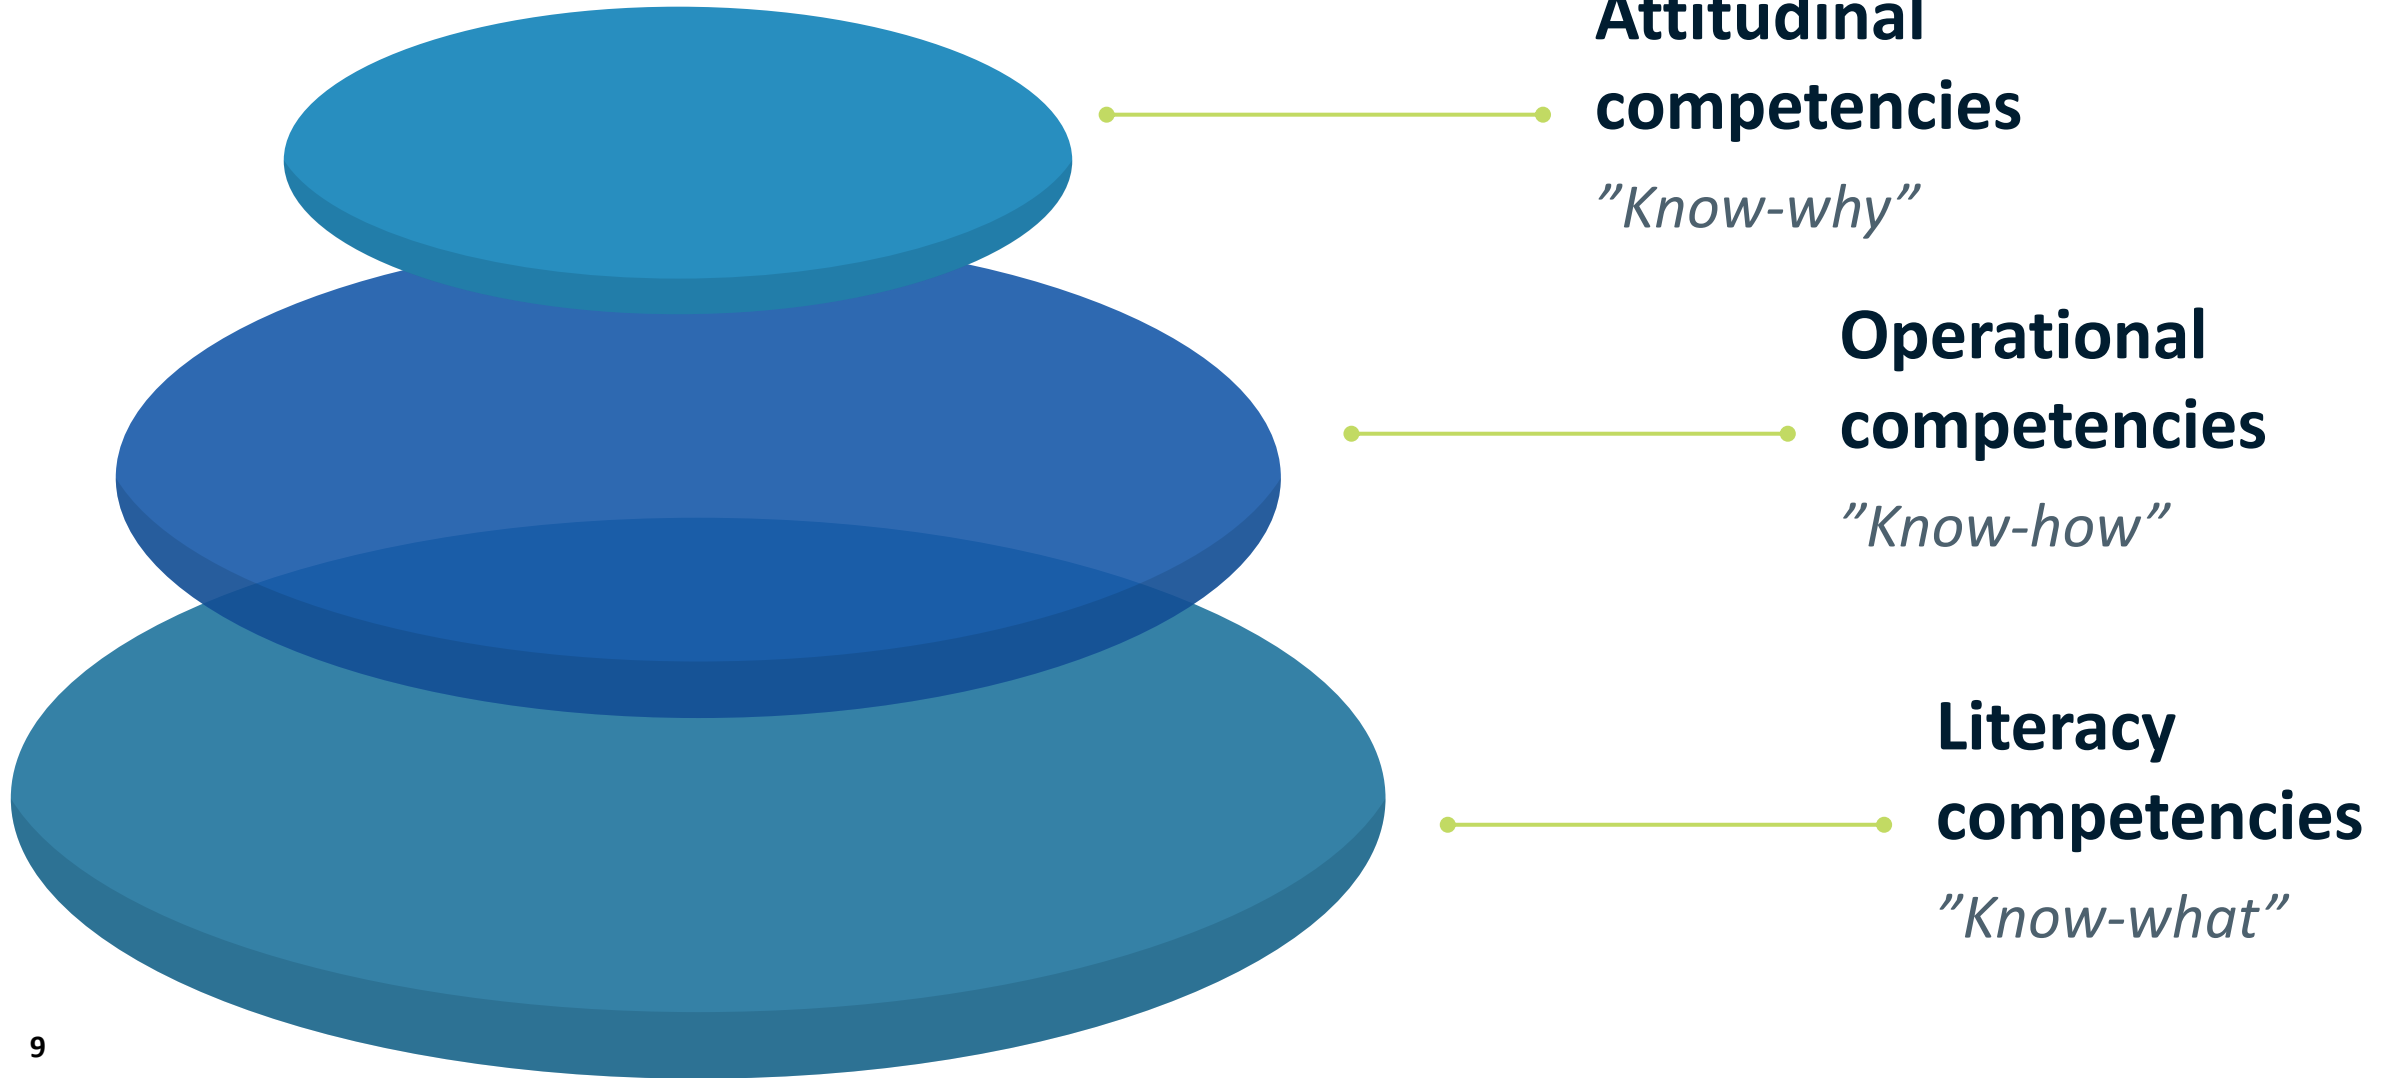 Attitudinal
competencies
”Know-why”
Operational
competencies
”Know-how”
Literacy
competencies
”Know-what”
9